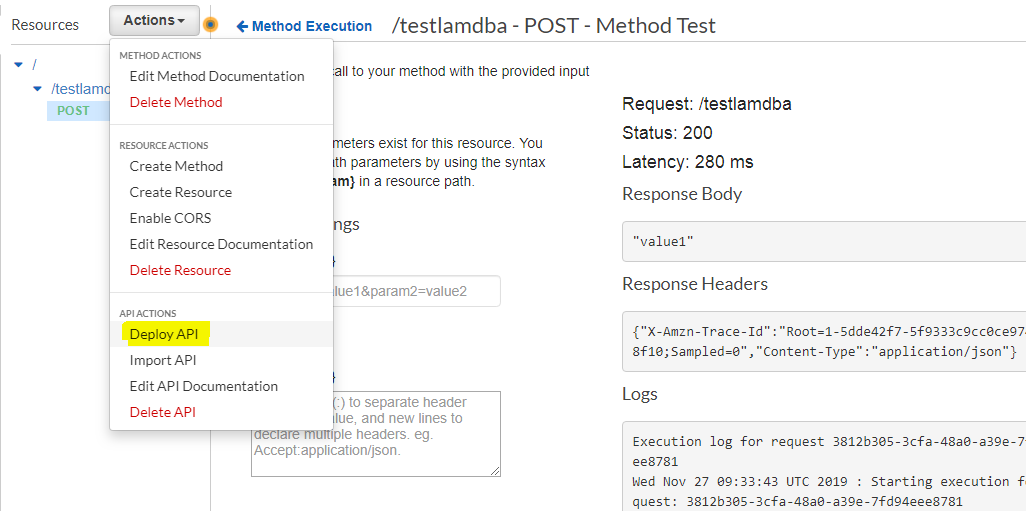 Resources
Actions
Method Execution
/testlamdba - POST - Method Test
METHOD ACTIONS
Edit Method Documentation
Delete Method
RESOURCE ACTIONS
Create Method
Create Resource
Enable CORS
Edit Resource Documentation
Delete Resource
API ACTIONS
Deploy API
Import API
Edit API Documentation
Delete API
/
/testlamd
POST
call to your method with the provided input
meters exist for this resource. You
th parameters by using the syntax
am} in a resource path.
ngs
}
lue1&param2=value2
}
(:) to separate header
lue, and new lines to
declare multiple headers. eg.
Accept:application/json.
Request: /testlamdba
Status: 200
Latency: 280 ms
Response Body
"value1"
Response Headers
{"X-Amzn-Trace-Id":"Root=1-5dde42f7-5f9333c9cc0ce974
8f10;Sampled=0","Content-Type":"application/json"}
Logs
Execution log for request 3812b305-3cfa-48a0-a39e-7f
ee8781
Wed Nov 27 09:33:43 UTC 2019 : Starting execution fo
quest: 3812b305-3cfa-48a0-a39e-7fd94eee8781